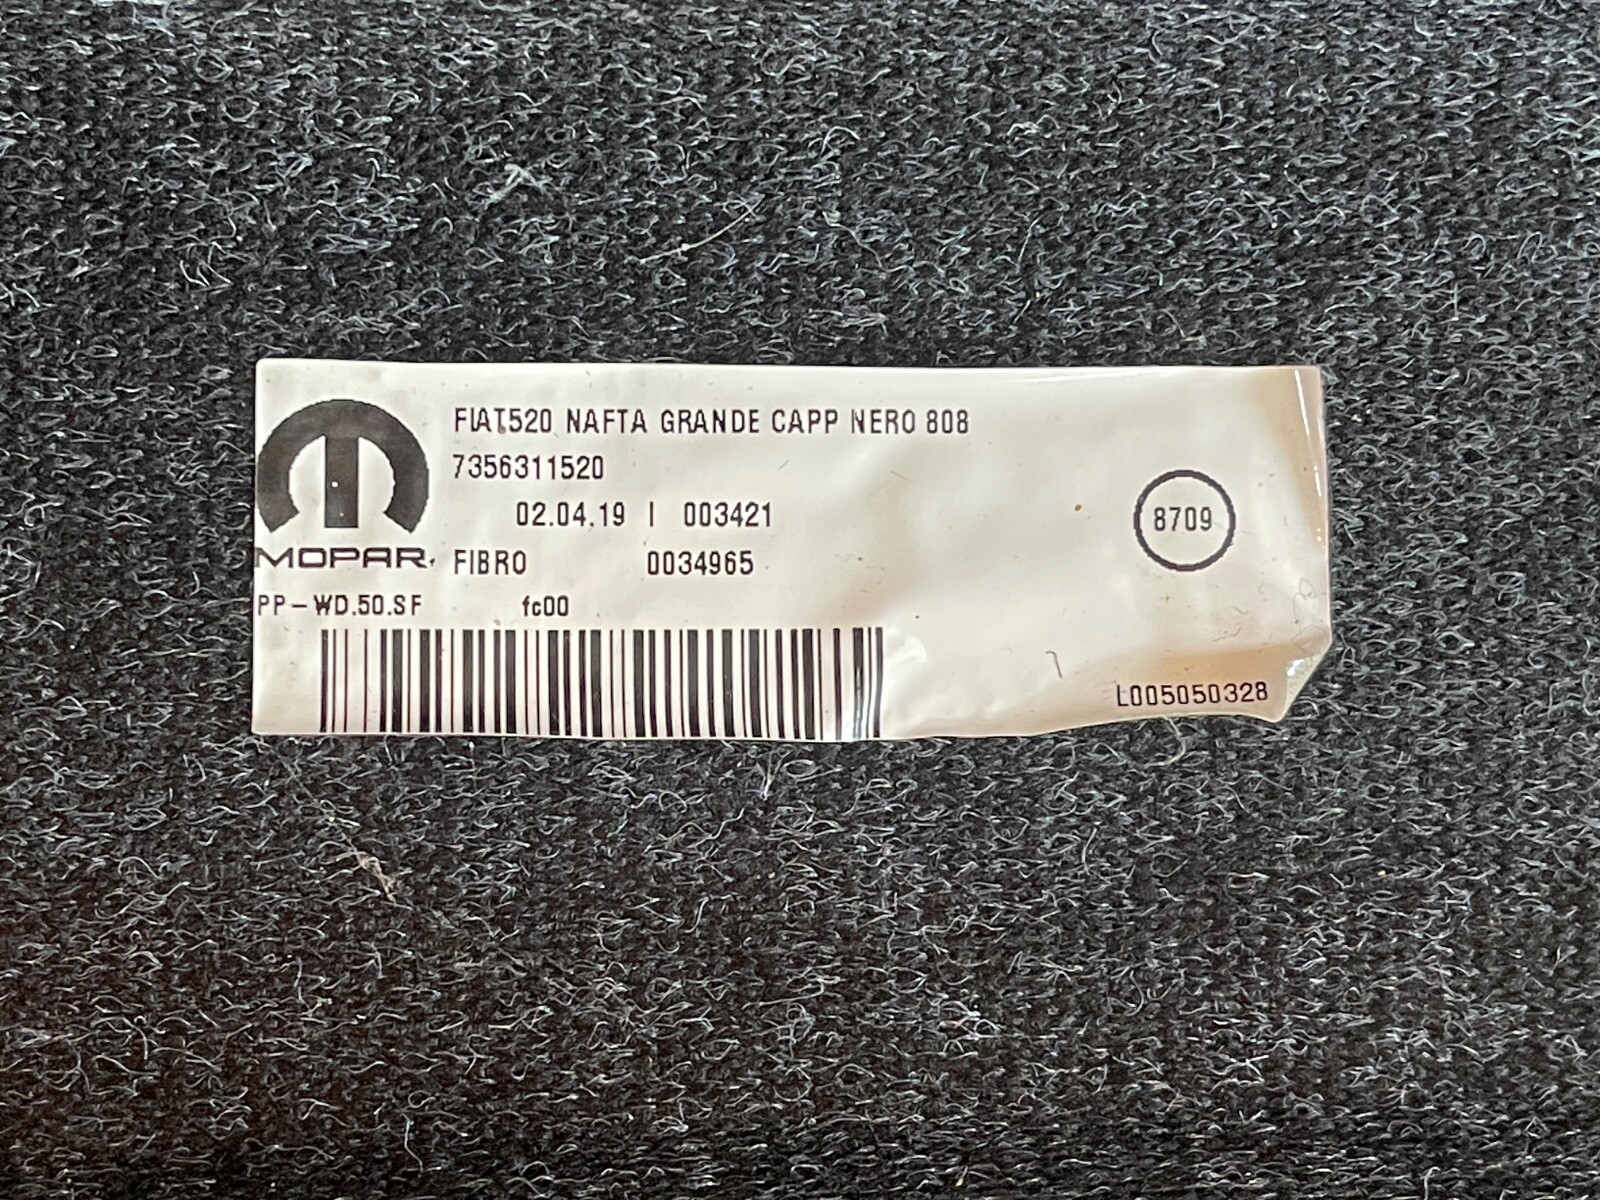 FIAT520 NAFTA GRANDE CAPP NERO 808
7356311520
02.04.19 | 003421
8709
MOPAR. FIBRO 0034965
PP-WD.50.SF fc00
L005050328